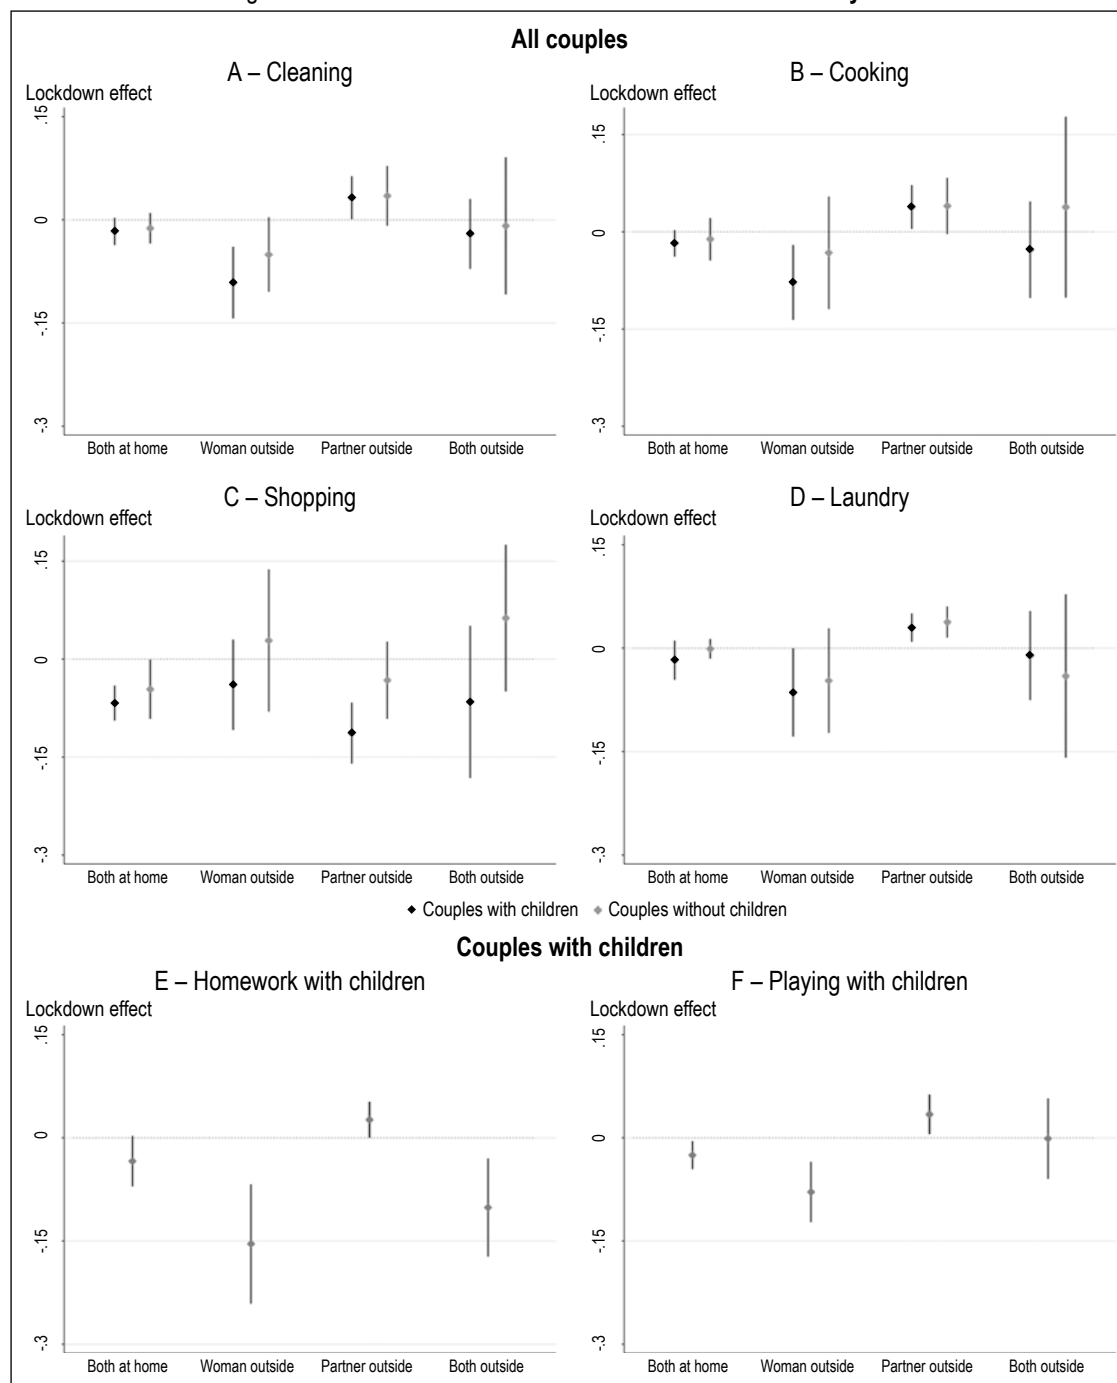 All couples
A – Cleaning
B – Cooking
Lockdown effect
Lockdown effect
.15
0
-.15
-.3
.15
0
-.15
-.3
Both at home Woman outside Partner outside Both outside
Both at home Woman outside Partner outside Both outside
C – Shopping
D – Laundry
Lockdown effect
Lockdown effect
.15
0
-.15
-.3
.15
0
-.15
-.3
Both at home Woman outside Partner outside Both outside
Both at home Woman outside Partner outside Both outside
Couples with children Couples without children
Couples with children
E – Homework with children
F – Playing with children
Lockdown effect
Lockdown effect
.15
0
-.15
-.3
.15
0
-.15
-.3
Both at home Woman outside Partner outside Both outside
Both at home Woman outside Partner outside Both outside